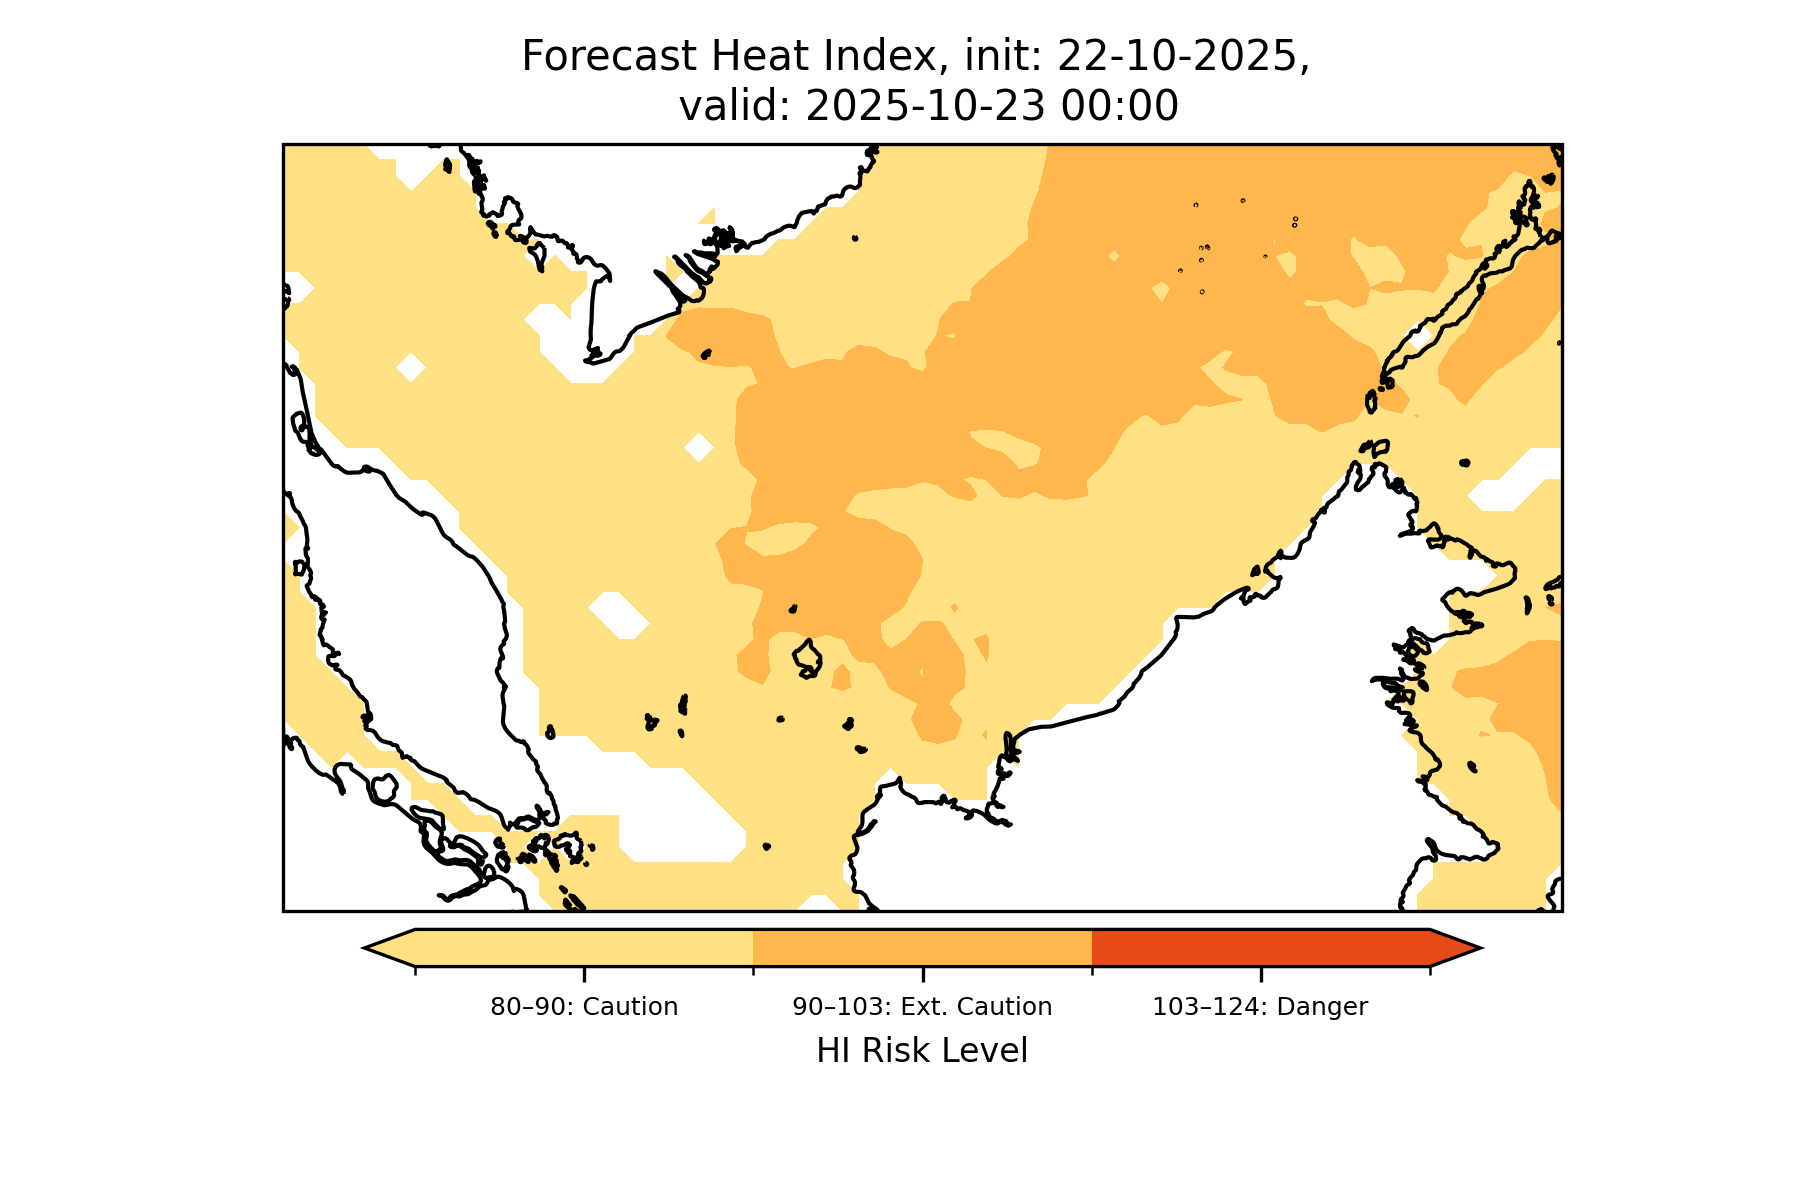 Forecast Heat Index, init: 22-10-2025,
valid: 2025-10-23 00:00
80–90: Caution
90–103: Ext. Caution
103–124: Danger
HI Risk Level